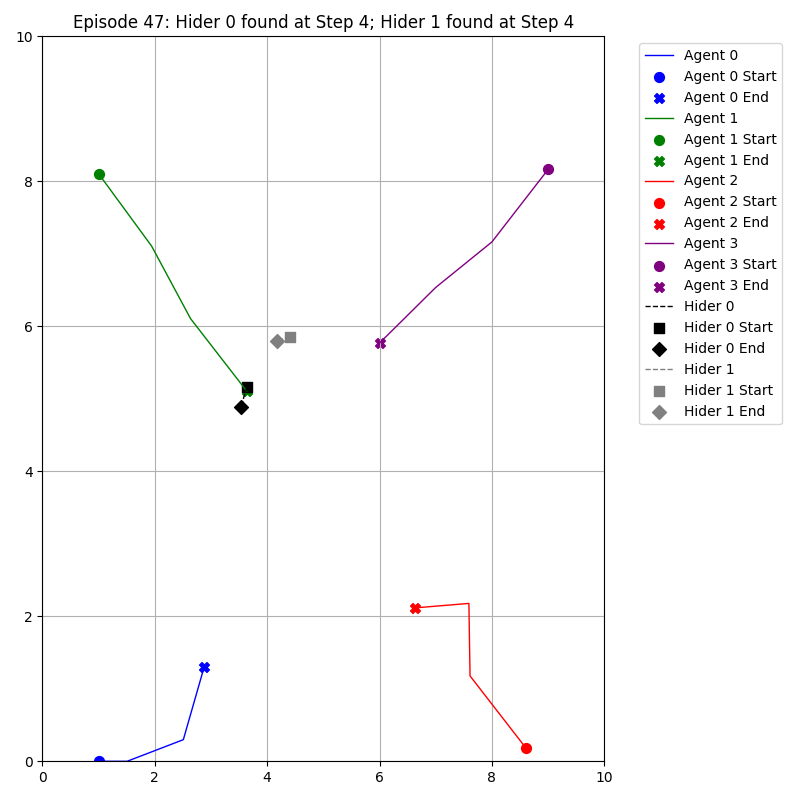 Episode 47: Hider 0 found at Step 4; Hider 1 found at Step 4
10
8
6
4
2
0
0 2 4 6 8 10
Agent 0
Agent 0 Start
Agent 0 End
Agent 1
Agent 1 Start
Agent 1 End
Agent 2
Agent 2 Start
Agent 2 End
Agent 3
Agent 3 Start
Agent 3 End
Hider 0
Hider 0 Start
Hider 0 End
Hider 1
Hider 1 Start
Hider 1 End